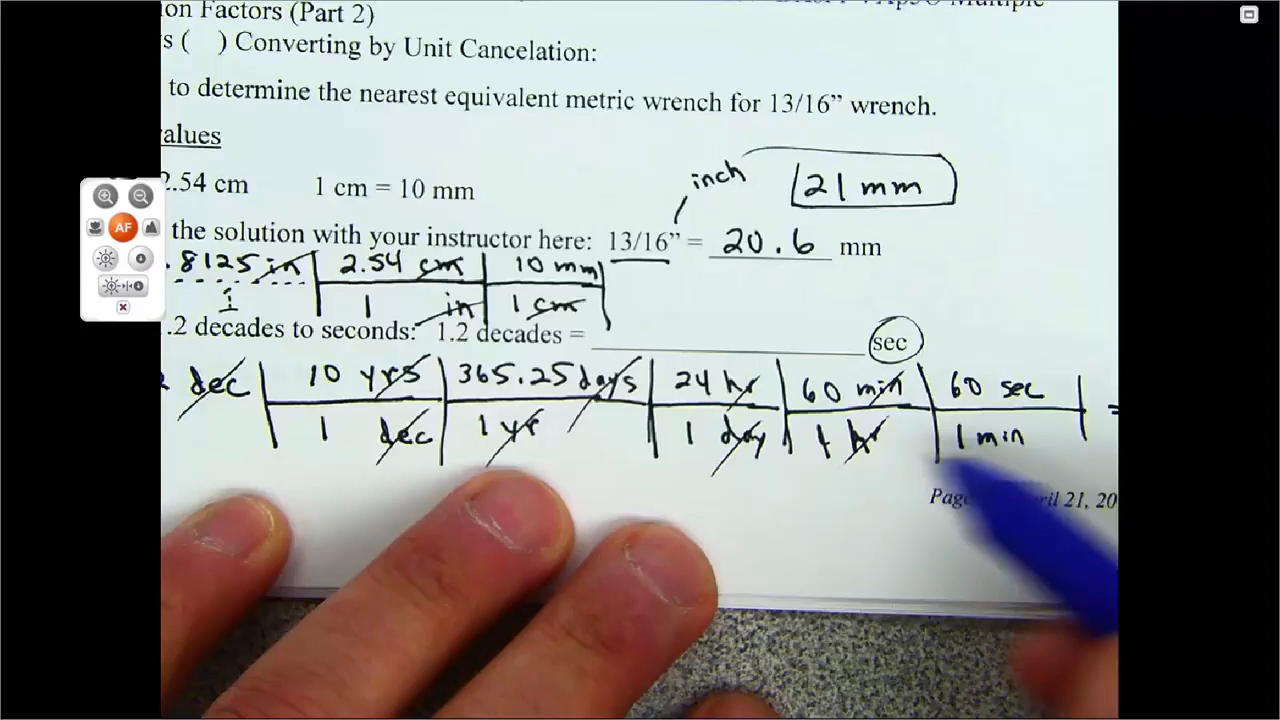 on Factors (Part 2)
s ( ) Converting by Unit Cancelation:
to determine the nearest equivalent metric wrench for 13/16” wrench.
alues
2.54 cm 1 cm = 10 mm
inch 21 mm
the solution with your instructor here: 13/16” = 20.6 mm
.8125 in 2.54 cm 10 mm
1 1 in 1 cm
.2 decades to seconds: 1.2 decades = sec
dec 10 yrs 365.25 days 24 hr 60 min 60 sec =
1 dec 1 yr 1 day 1 hr 1 min
Page ril 21, 20
AF